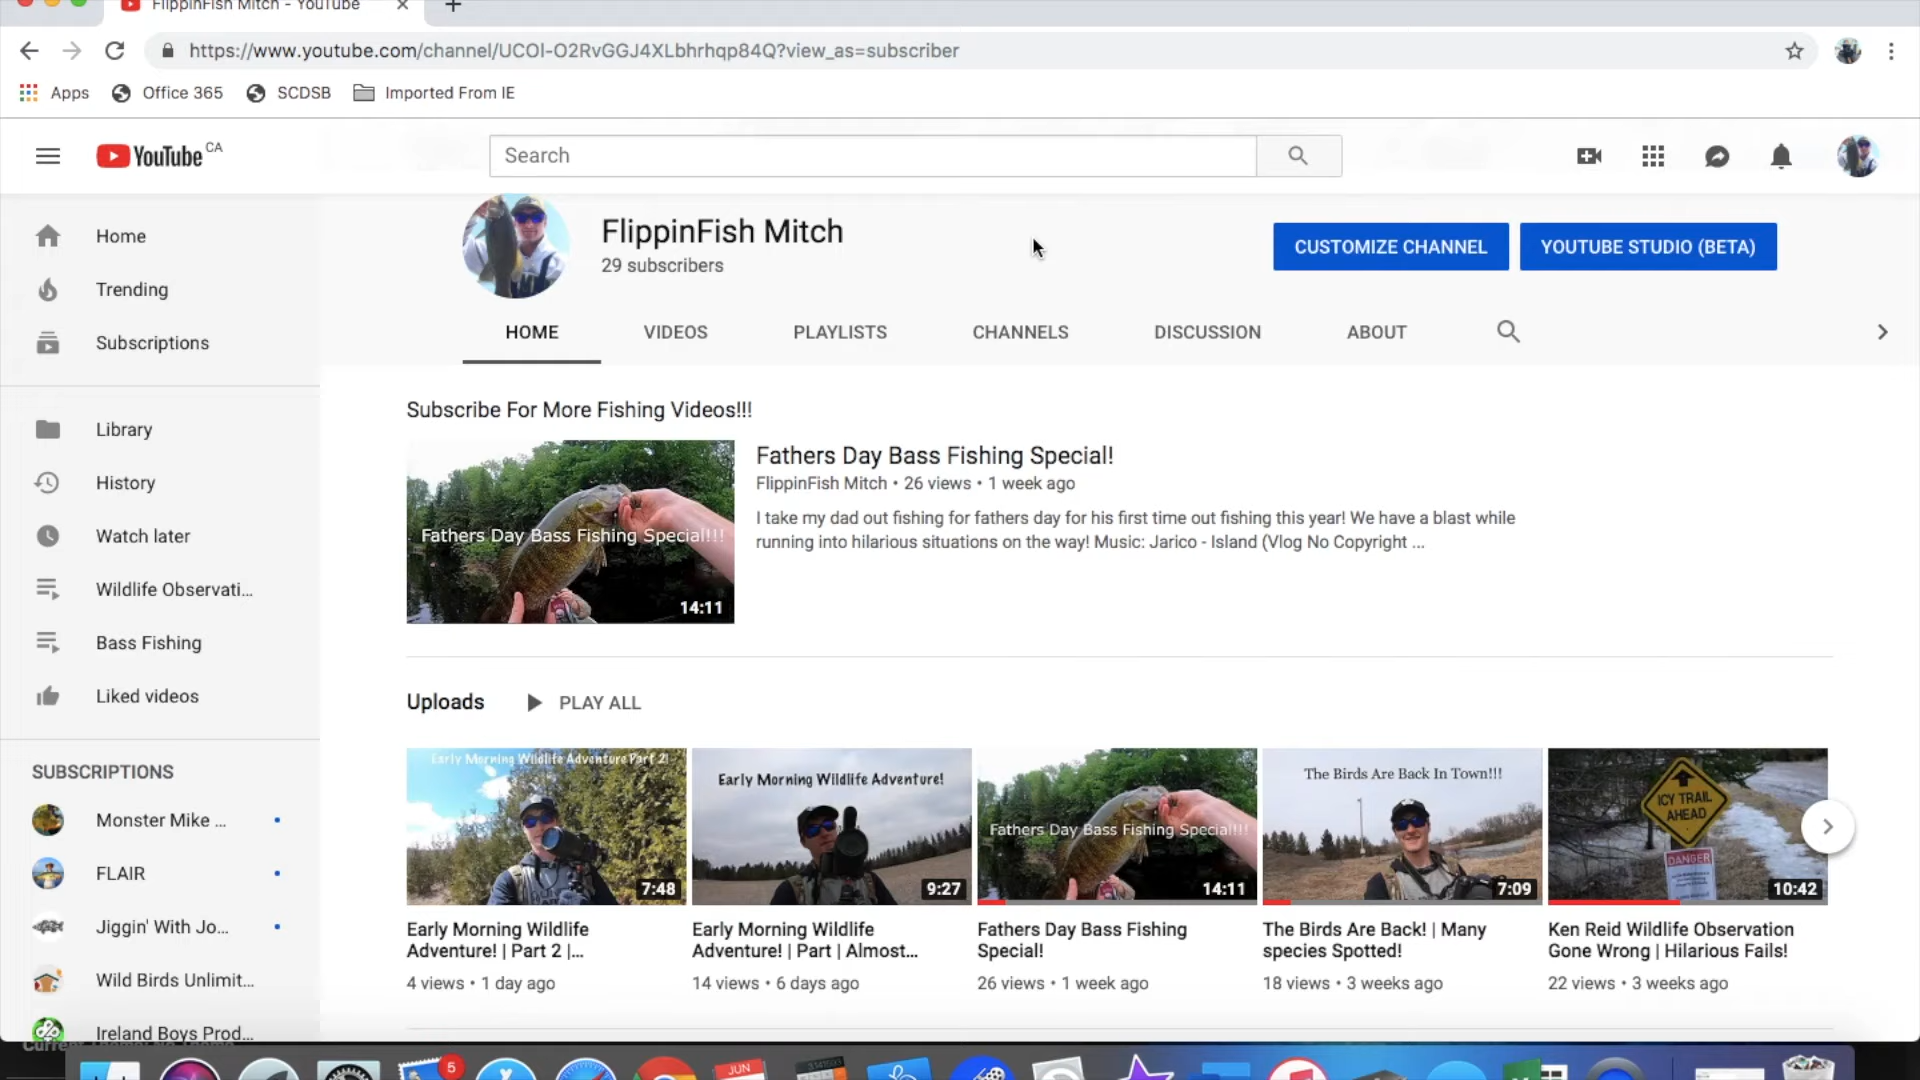 FlippinFish Mitch - YouTube
https://www.youtube.com/channel/UCOl-O2RvGGJ4XLbhrhqp84Q?view_as=subscriber
Apps
Office 365
SCDSB
Imported From IE
YouTube CA
Search
Home
Trending
Subscriptions
Library
History
Watch later
Wildlife Observati...
Bass Fishing
Liked videos
SUBSCRIPTIONS
Monster Mike ...
FLAIR
Jiggin' With Jo...
Wild Birds Unlimit...
Ireland Boys Prod...
FlippinFish Mitch
29 subscribers
CUSTOMIZE CHANNEL
YOUTUBE STUDIO (BETA)
HOME
VIDEOS
PLAYLISTS
CHANNELS
DISCUSSION
ABOUT
Subscribe For More Fishing Videos!!!
Fathers Day Bass Fishing Special!!!
14:11
Fathers Day Bass Fishing Special!
FlippinFish Mitch • 26 views • 1 week ago
I take my dad out fishing for fathers day for his first time out fishing this year! We have a blast while
running into hilarious situations on the way! Music: Jarico - Island (Vlog No Copyright ...
Uploads
PLAY ALL
Early Morning Wildlife Adventure Part 2!
7:48
Early Morning Wildlife
Adventure! | Part 2 |...
4 views • 1 day ago
Early Morning Wildlife Adventure!
9:27
Early Morning Wildlife
Adventure! | Part | Almost...
14 views • 6 days ago
Fathers Day Bass Fishing Special!!!
14:11
Fathers Day Bass Fishing
Special!
26 views • 1 week ago
The Birds Are Back In Town!!!
7:09
The Birds Are Back! | Many
species Spotted!
18 views • 3 weeks ago
ICY TRAIL
AHEAD
DANGER
10:42
Ken Reid Wildlife Observation
Gone Wrong | Hilarious Fails!
22 views • 3 weeks ago
5
JUN